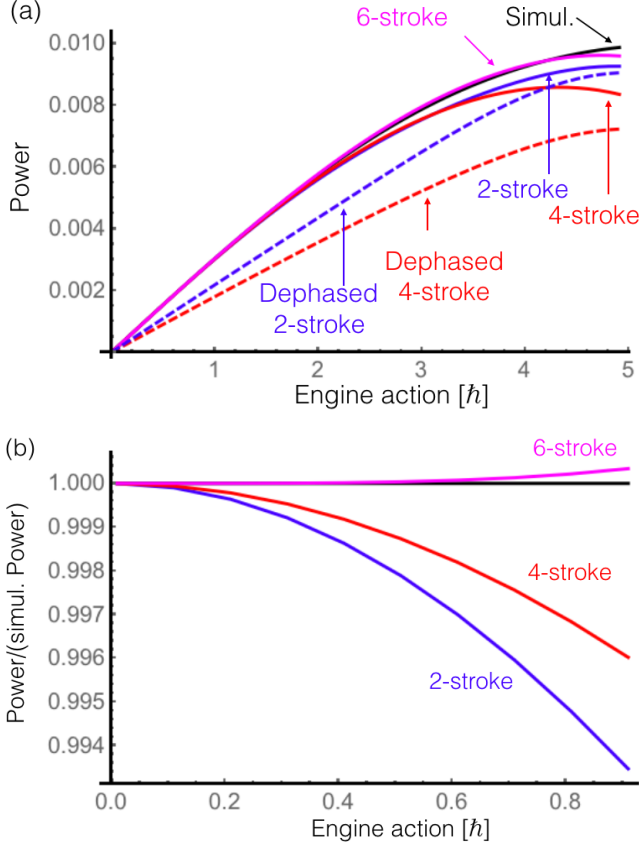 (a)
6-stroke
Simul.
0.010
0.008
0.006
0.004
0.002
Power
2-stroke
4-stroke
Dephased
2-stroke
Dephased
4-stroke
1
2
3
4
5
Engine action [ħ]
(b)
6-stroke
1.000
0.999
0.998
0.997
0.996
0.995
0.994
Power/(simul. Power)
4-stroke
2-stroke
0.0
0.2
0.4
0.6
0.8
Engine action [ħ]